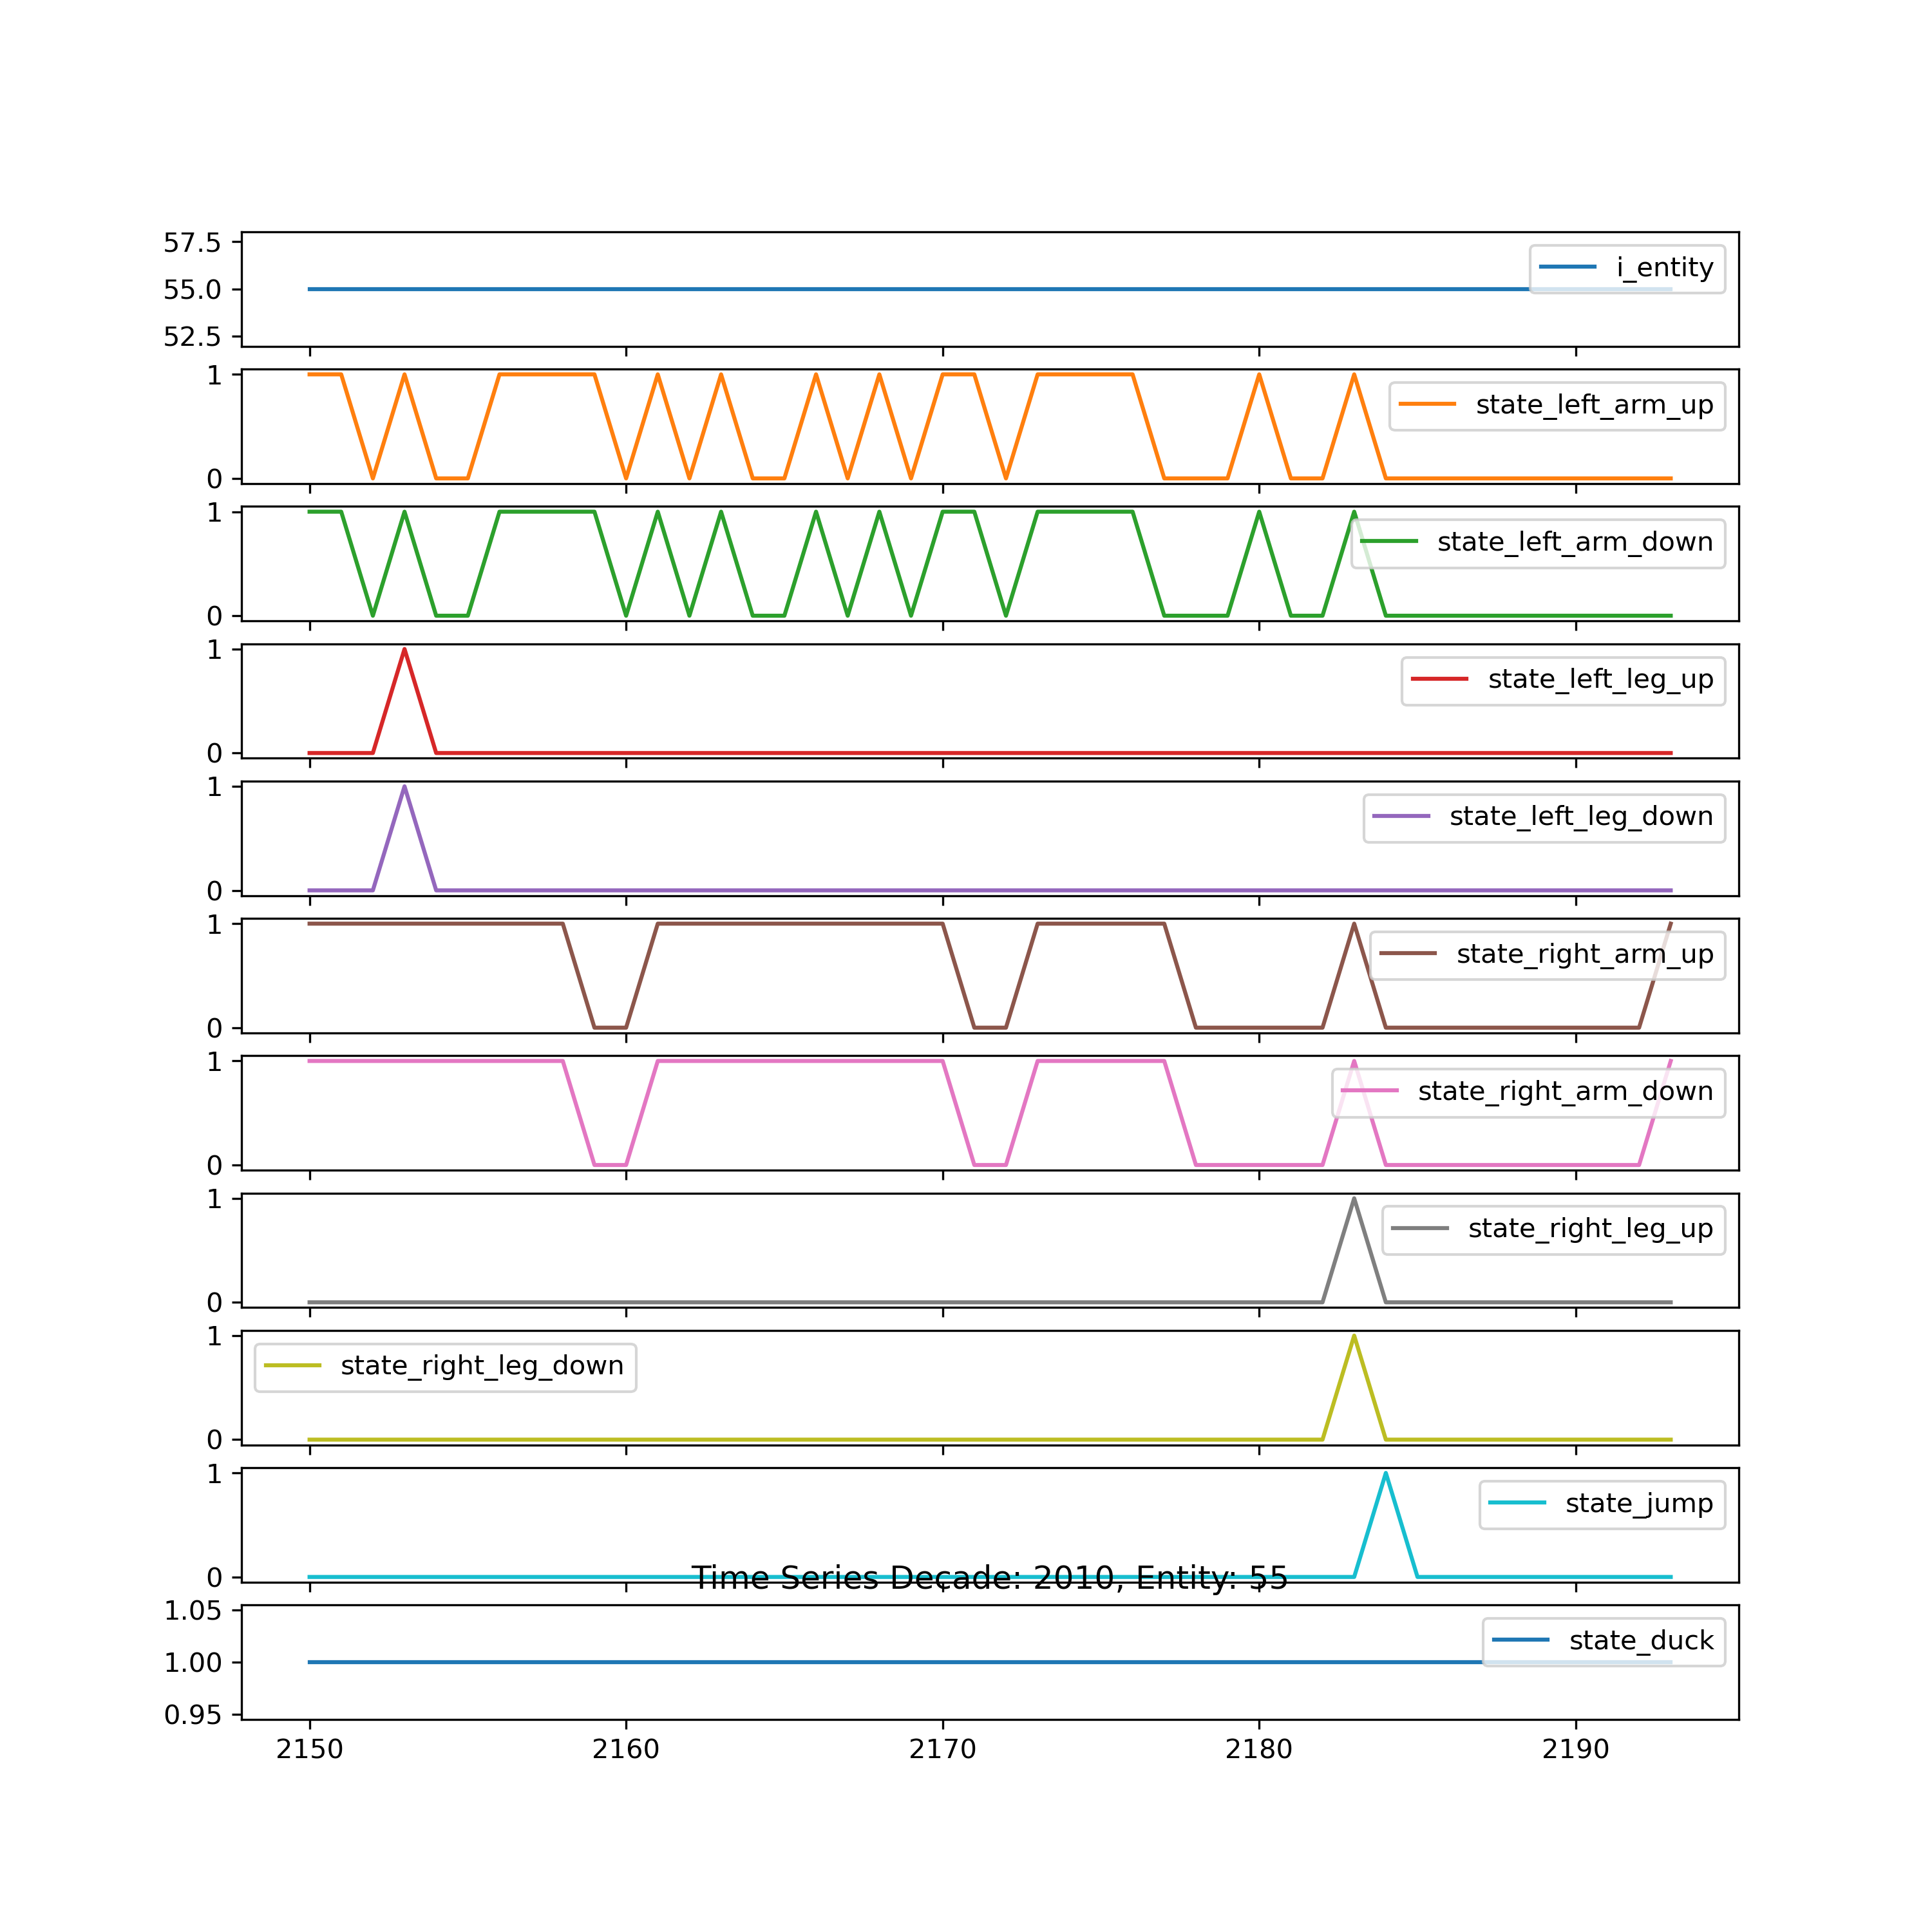 57.5
55.0
52.5
i_entity
1
0
state_left_arm_up
1
0
state_left_arm_down
1
0
state_left_leg_up
1
0
state_left_leg_down
1
0
state_right_arm_up
1
0
state_right_arm_down
1
0
state_right_leg_up
1
0
state_right_leg_down
1
0
state_jump
Time Series Decade: 2010, Entity: 55
1.05
1.00
0.95
state_duck
2150 2160 2170 2180 2190